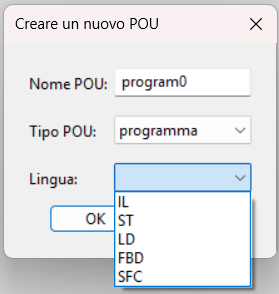 Creare un nuovo POU
Nome POU: program0
Tipo POU: programma
Lingua:
OK
IL
ST
LD
FBD
SFC